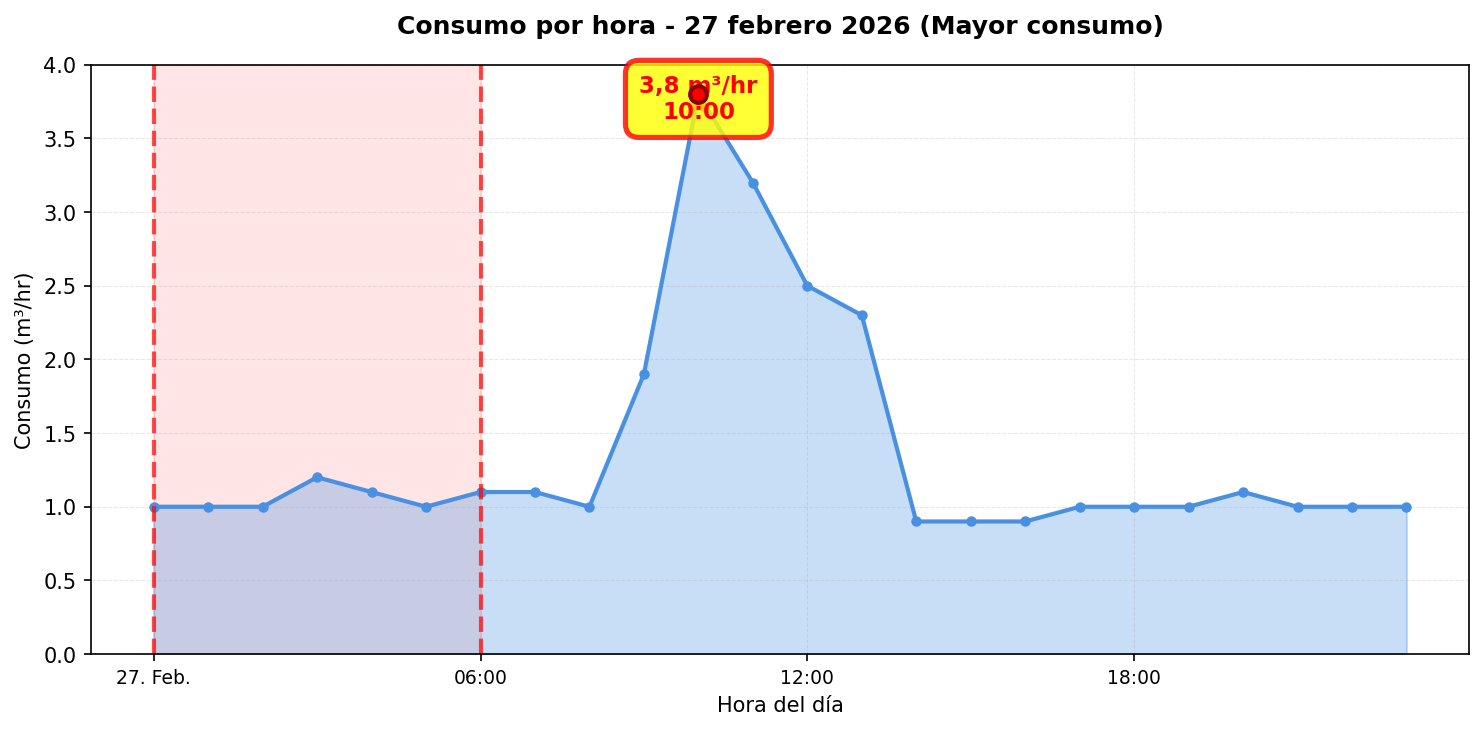 Consumo por hora - 27 febrero 2026 (Mayor consumo)
4.0
3.5
3.0
2.5
2.0
1.5
1.0
0.5
0.0
Consumo (m³/hr)
3,8 m³/hr
10:00
27. Feb.
06:00
12:00
18:00
Hora del día